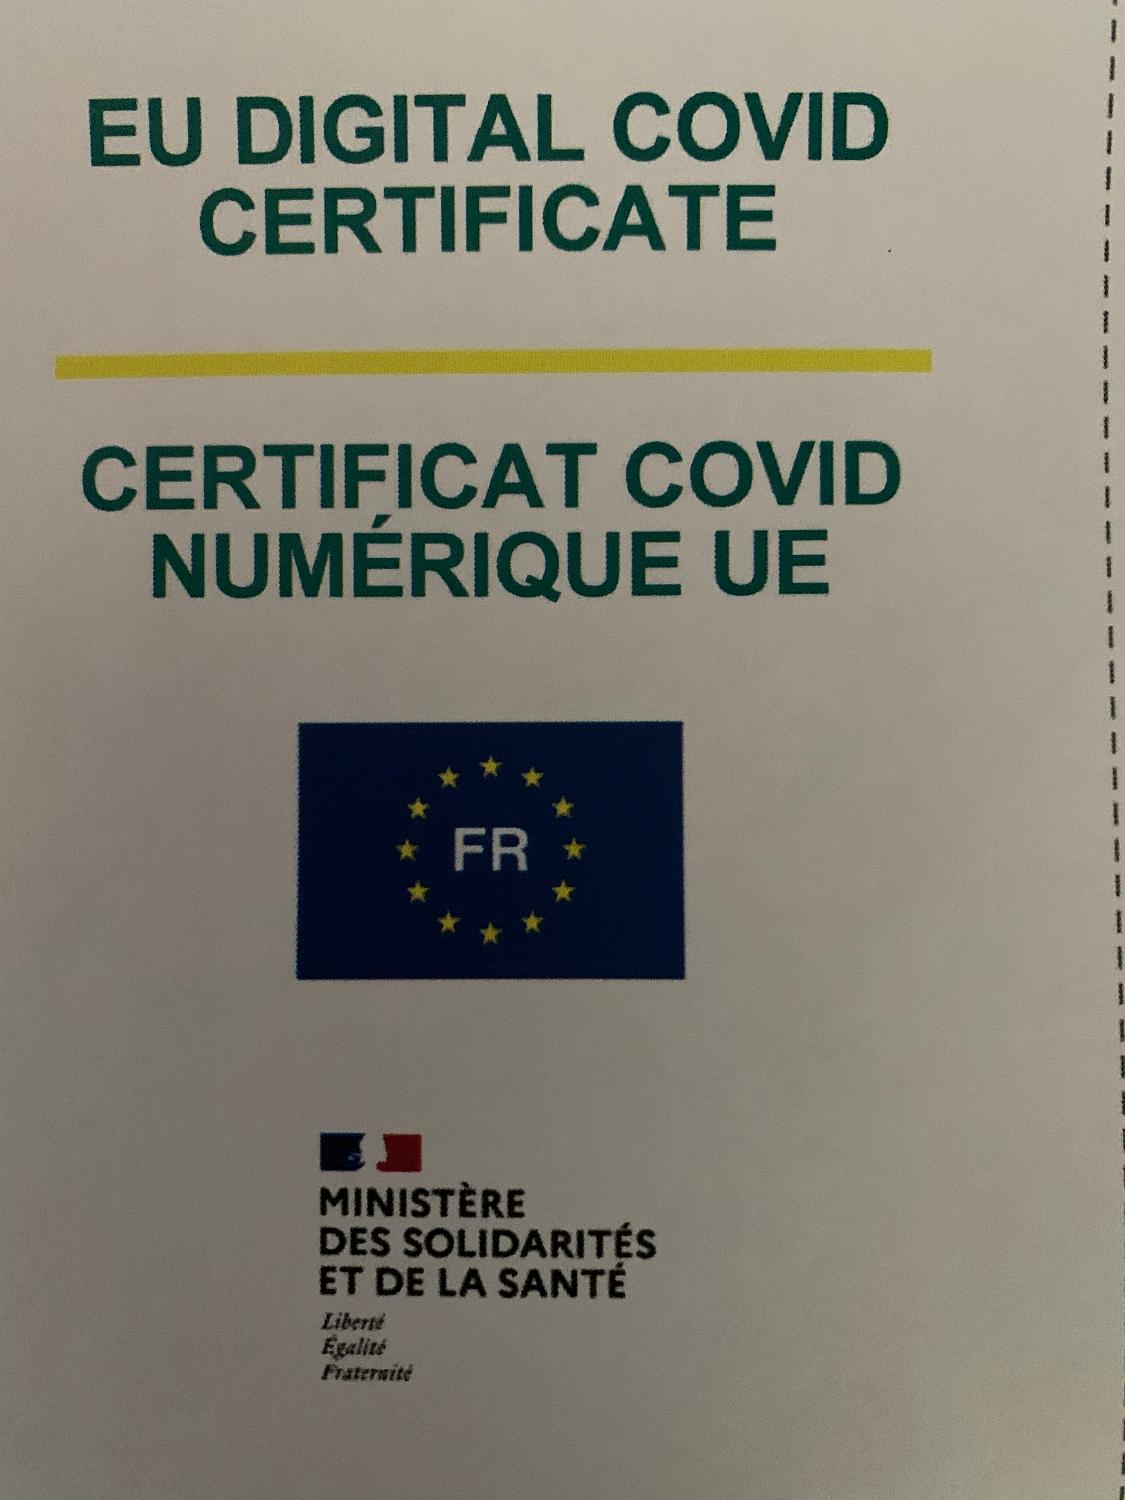 EU DIGITAL COVID
CERTIFICATE
CERTIFICAT COVID
NUMÉRIQUE UE
FR
MINISTÈRE
DES SOLIDARITÉS
ET DE LA SANTÉ
Liberté
Égalité
Fraternité